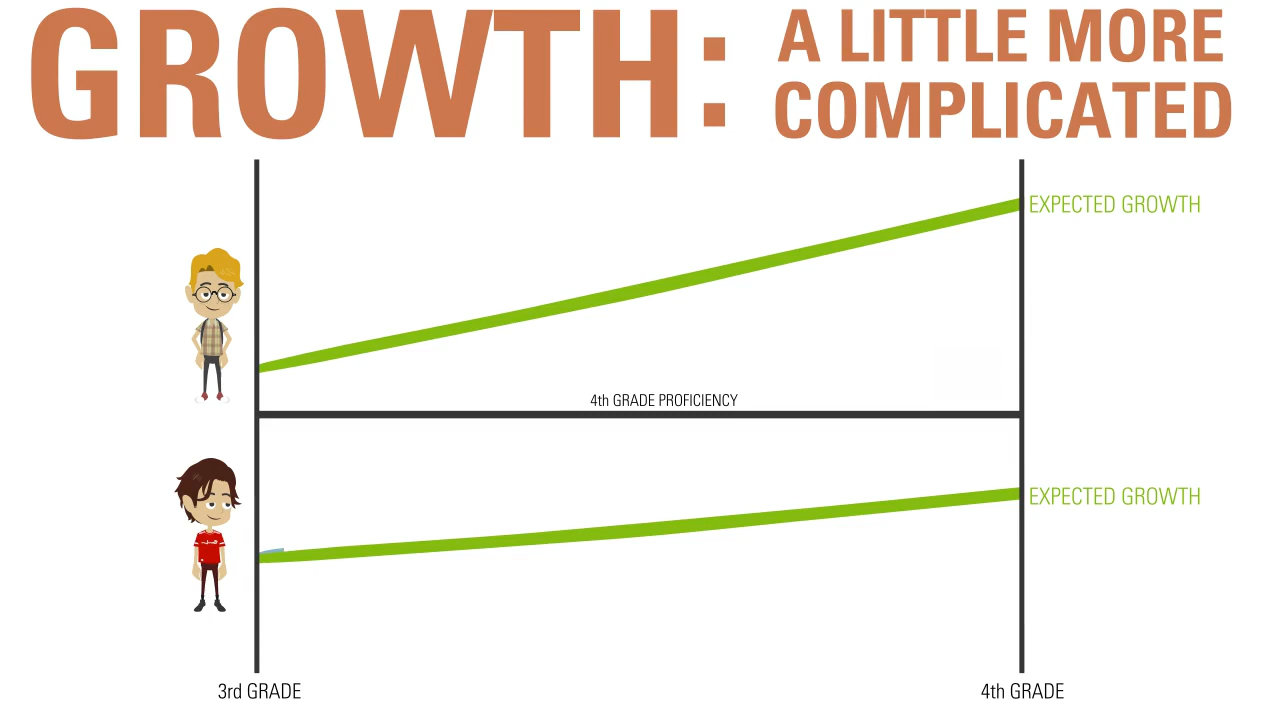 GROWTH: A LITTLE MORE
COMPLICATED
EXPECTED GROWTH
4th GRADE PROFICIENCY
EXPECTED GROWTH
3rd GRADE
4th GRADE